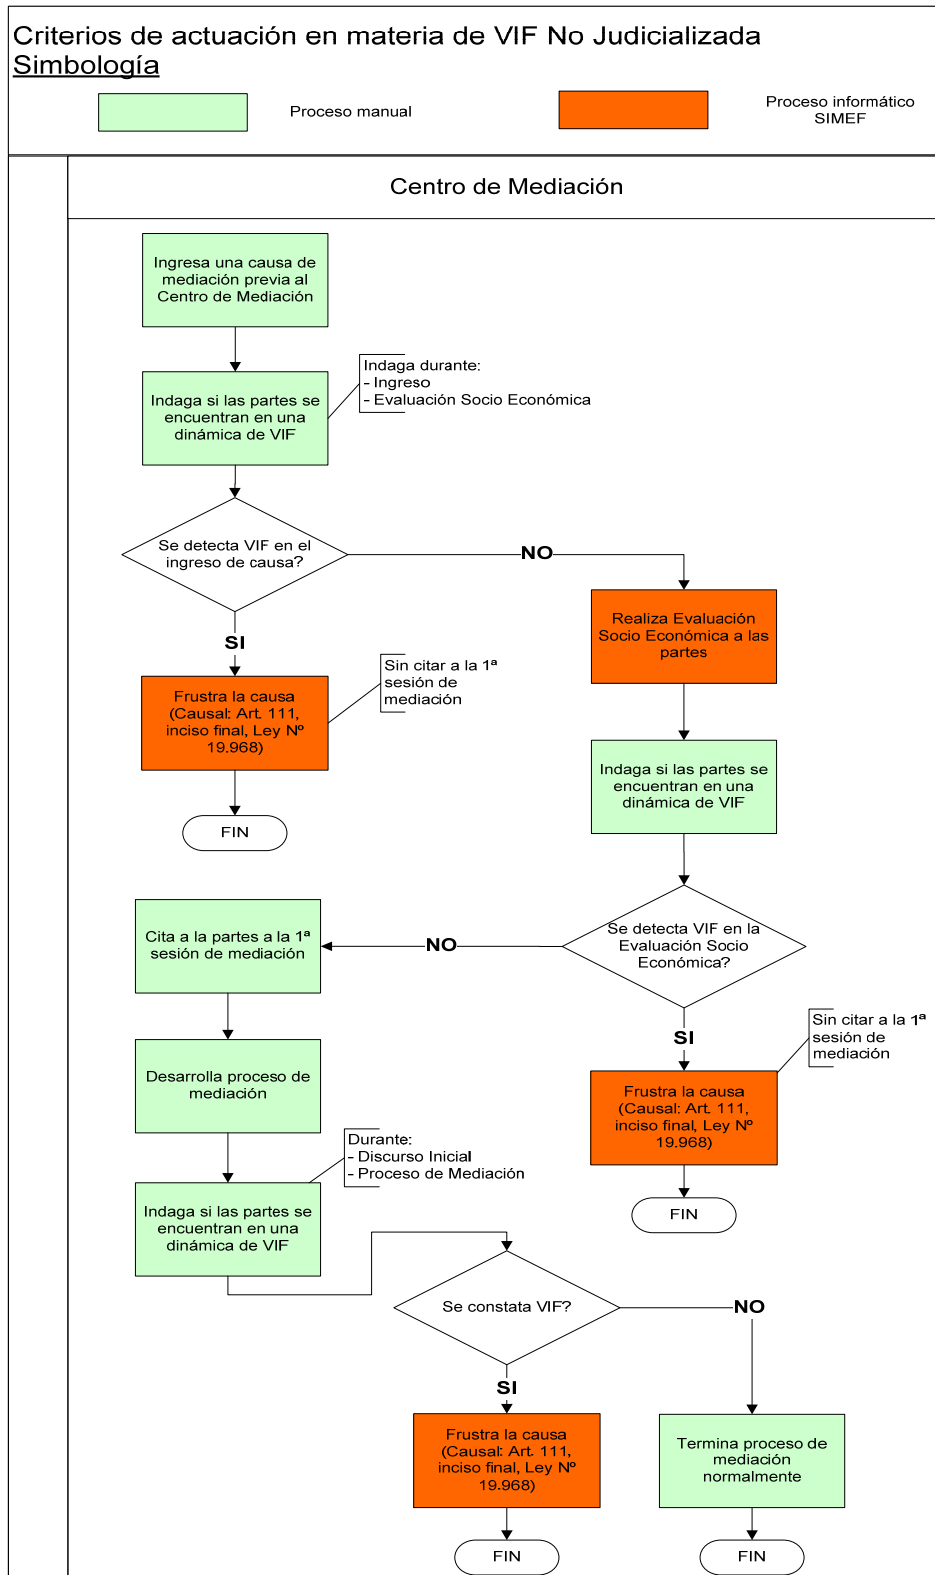 Criterios de actuación en materia de VIF No Judicializada
Simbología
Proceso manual
Proceso informático
SIMEF
Centro de Mediación
Ingresa una causa de
mediación previa al
Centro de Mediación
Indaga durante:
- Ingreso
- Evaluación Socio Económica
Indaga si las partes se
encuentran en una
dinámica de VIF
Se detecta VIF en el
ingreso de causa?
NO
SI
Realiza Evaluación
Socio Económica a las
partes
Sin citar a la 1ª
sesión de
mediación
Frustra la causa
(Causal: Art. 111,
inciso final, Ley Nº
19.968)
FIN
Indaga si las partes se
encuentran en una
dinámica de VIF
Se detecta VIF en la
Evaluación Socio
Económica?
NO
Cita a la partes a la 1ª
sesión de mediación
SI
Sin citar a la 1ª
sesión de
mediación
Frustra la causa
(Causal: Art. 111,
inciso final, Ley Nº
19.968)
FIN
Desarrolla proceso de
mediación
Durante:
- Discurso Inicial
- Proceso de Mediación
Indaga si las partes se
encuentran en una
dinámica de VIF
Se constata VIF?
NO
SI
Frustra la causa
(Causal: Art. 111,
inciso final, Ley Nº
19.968)
Termina proceso de
mediación
normalmente
FIN
FIN